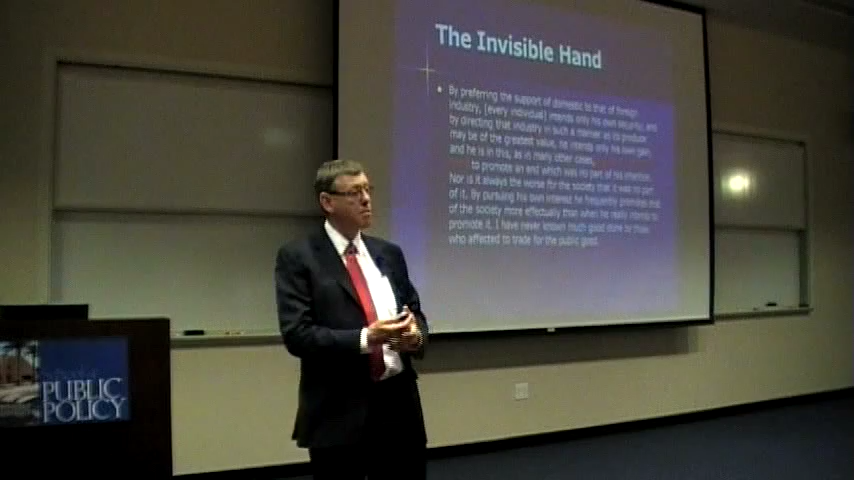 The Invisible Hand
By preferring the support of domestic to that of foreign
industry, [every individual] intends only his own security; and
by directing that industry in such a manner as its produce
may be of the greatest value, he intends only his own gain,
and he is in this, as in many other cases,
to promote an end which was no part of his intention.
Nor is it always the worse for the society that it was no part
of it. By pursuing his own interest he frequently promotes that
of the society more effectually than when he really intends to
promote it. I have never known much good done by those
who affected to trade for the public good.
School of
PUBLIC
POLICY